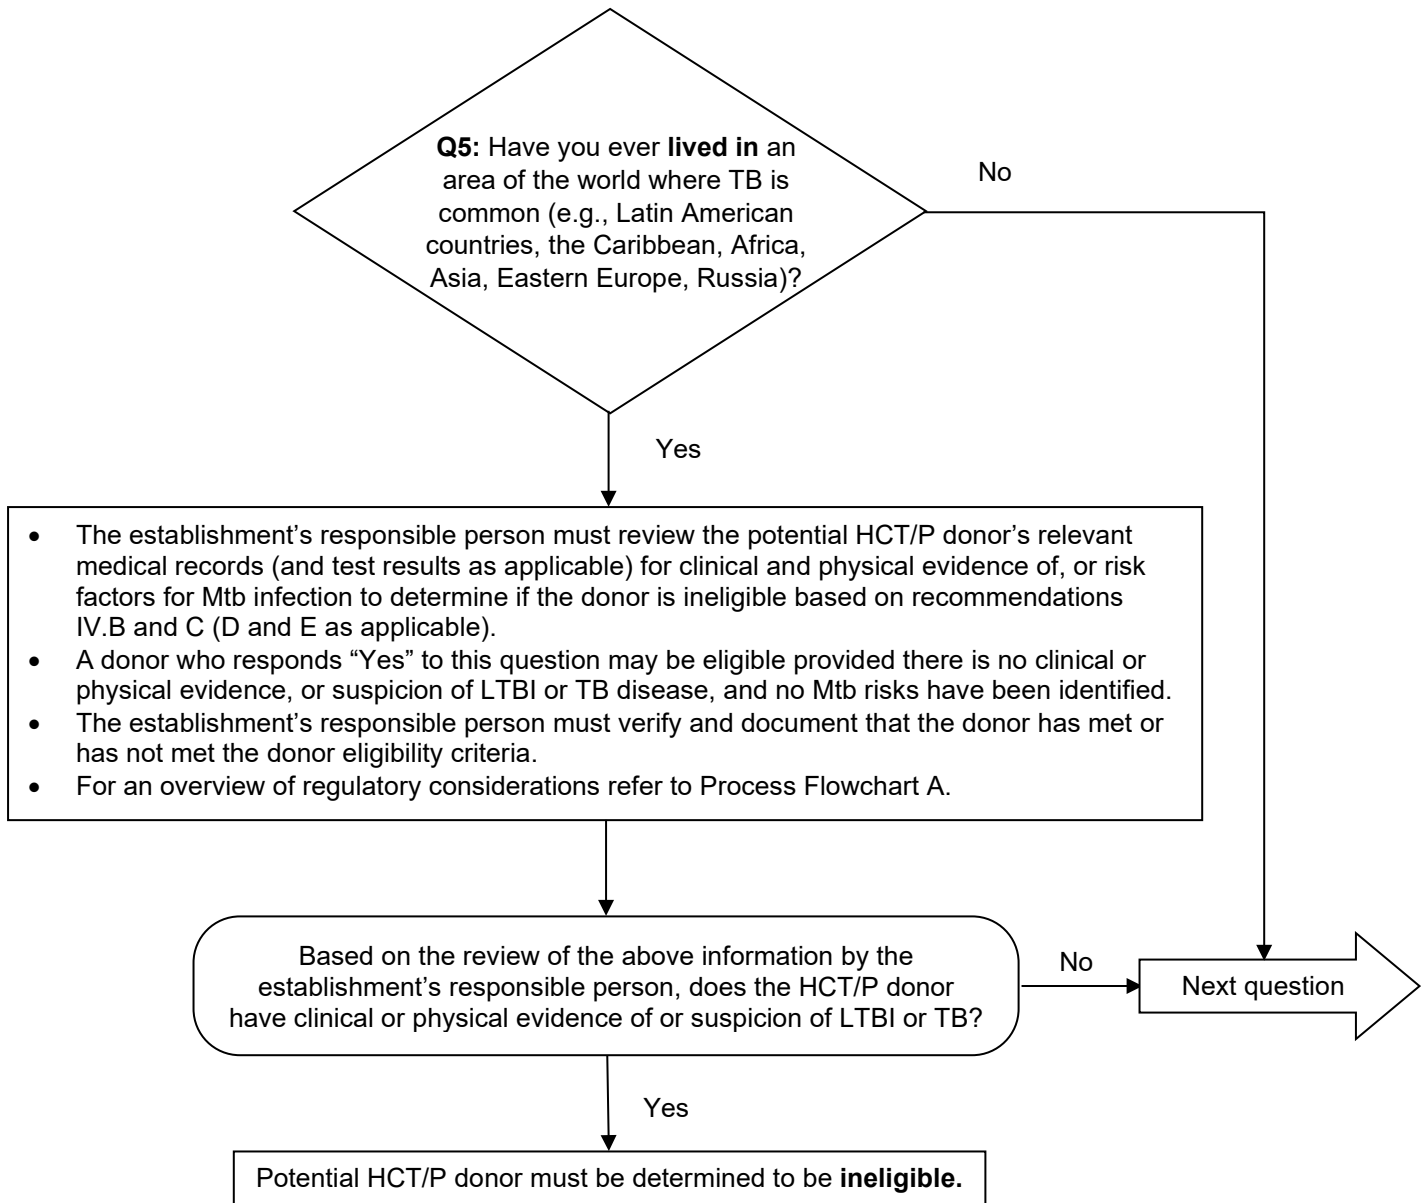 Q5: Have you ever lived in an
area of the world where TB is
common (e.g., Latin American
countries, the Caribbean, Africa,
Asia, Eastern Europe, Russia)?
No
Yes
• The establishment’s responsible person must review the potential HCT/P donor’s relevant
medical records (and test results as applicable) for clinical and physical evidence of, or risk
factors for Mtb infection to determine if the donor is ineligible based on recommendations
IV.B and C (D and E as applicable).
• A donor who responds “Yes” to this question may be eligible provided there is no clinical or
physical evidence, or suspicion of LTBI or TB disease, and no Mtb risks have been identified.
• The establishment’s responsible person must verify and document that the donor has met or
has not met the donor eligibility criteria.
• For an overview of regulatory considerations refer to Process Flowchart A.
Based on the review of the above information by the
establishment’s responsible person, does the HCT/P donor
have clinical or physical evidence of or suspicion of LTBI or TB?
No
Next question
Yes
Potential HCT/P donor must be determined to be ineligible.